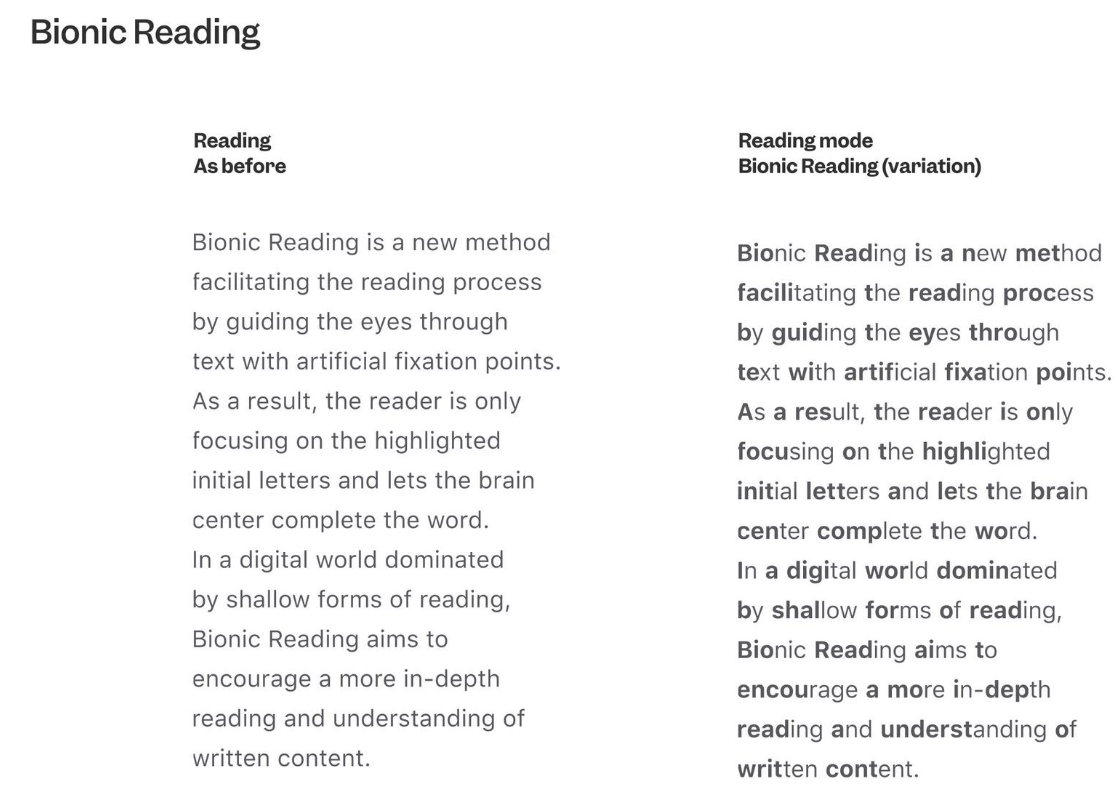 Bionic Reading
Reading
As before
Bionic Reading is a new method
facilitating the reading process
by guiding the eyes through
text with artificial fixation points.
As a result, the reader is only
focusing on the highlighted
initial letters and lets the brain
center complete the word.
In a digital world dominated
by shallow forms of reading,
Bionic Reading aims to
encourage a more in-depth
reading and understanding of
written content.
Reading mode
Bionic Reading (variation)
Bionic Reading is a new method
facilitating the reading process
by guiding the eyes through
text with artificial fixation points.
As a result, the reader is only
focusing on the highlighted
initial letters and lets the brain
center complete the word.
In a digital world dominated
by shallow forms of reading,
Bionic Reading aims to
encourage a more in-depth
reading and understanding of
written content.